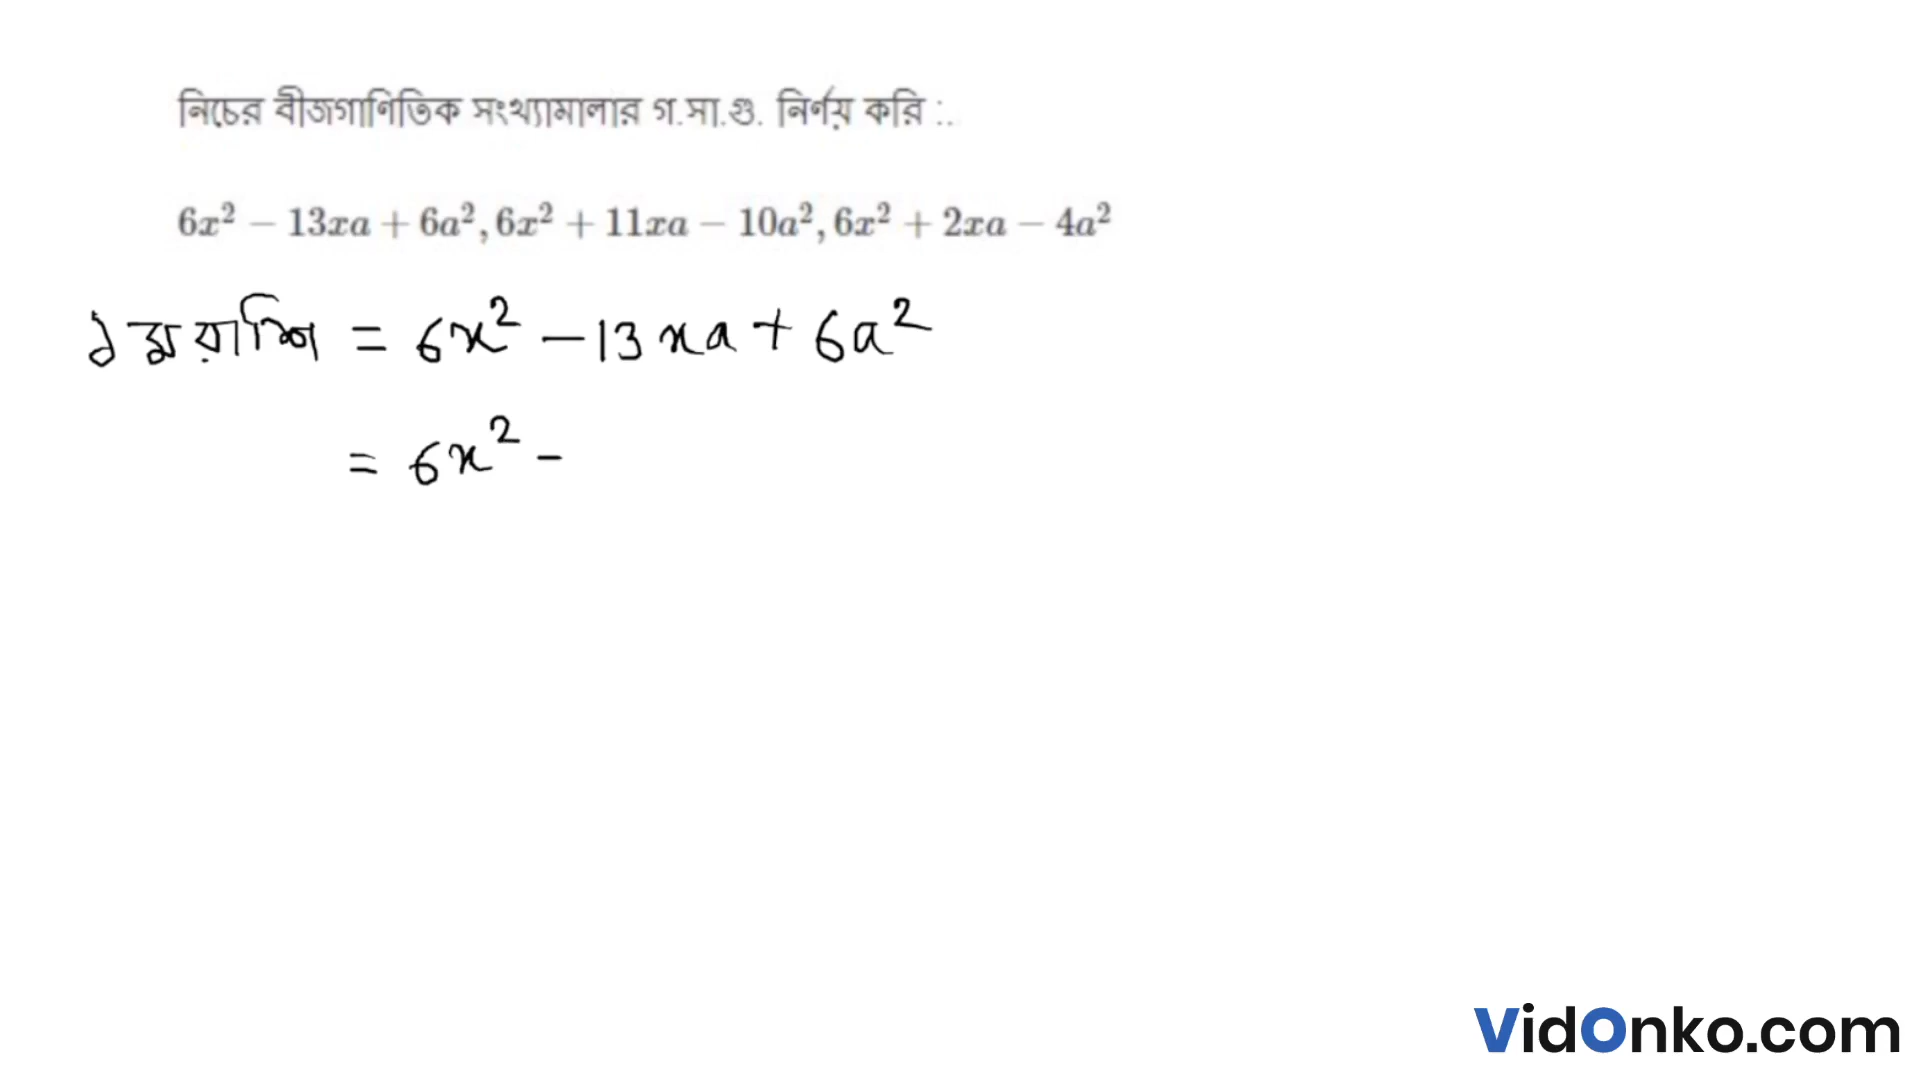 নিচের বীজগাণিতিক সংখ্যামালার গ.সা.গু. নির্ণয় করি :.
6x² − 13xa + 6a², 6x² + 11xa − 10a², 6x² + 2xa − 4a²
১ম রাশি = 6x² − 13xa + 6a²
= 6x² −
VidOnko.com